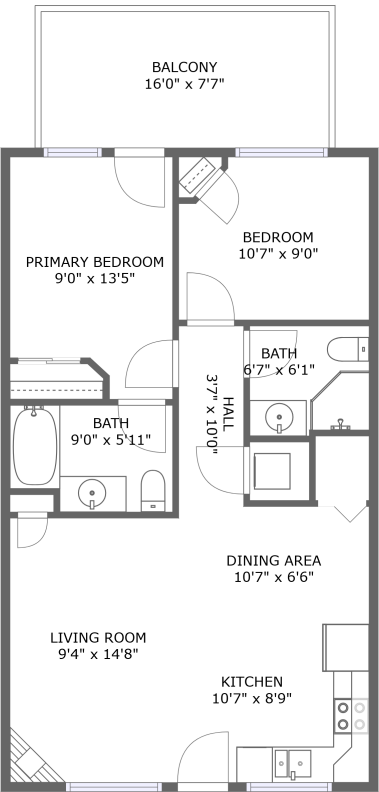 BALCONY
16'0" x 7'7"
PRIMARY BEDROOM
9'0" x 13'5"
BEDROOM
10'7" x 9'0"
BATH
6'7" x 6'1"
HALL
3'7" x 10'0"
BATH
9'0" x 5'11"
DINING AREA
10'7" x 6'6"
LIVING ROOM
9'4" x 14'8"
KITCHEN
10'7" x 8'9"